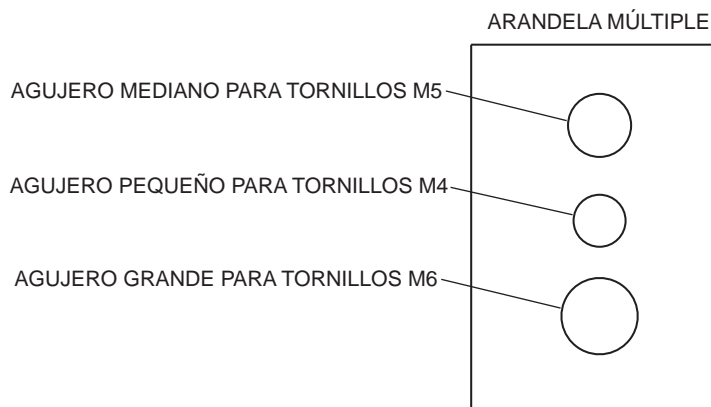 ARANDELA MÚLTIPLE
AGUJERO MEDIANO PARA TORNILLOS M5
AGUJERO PEQUEÑO PARA TORNILLOS M4
AGUJERO GRANDE PARA TORNILLOS M6